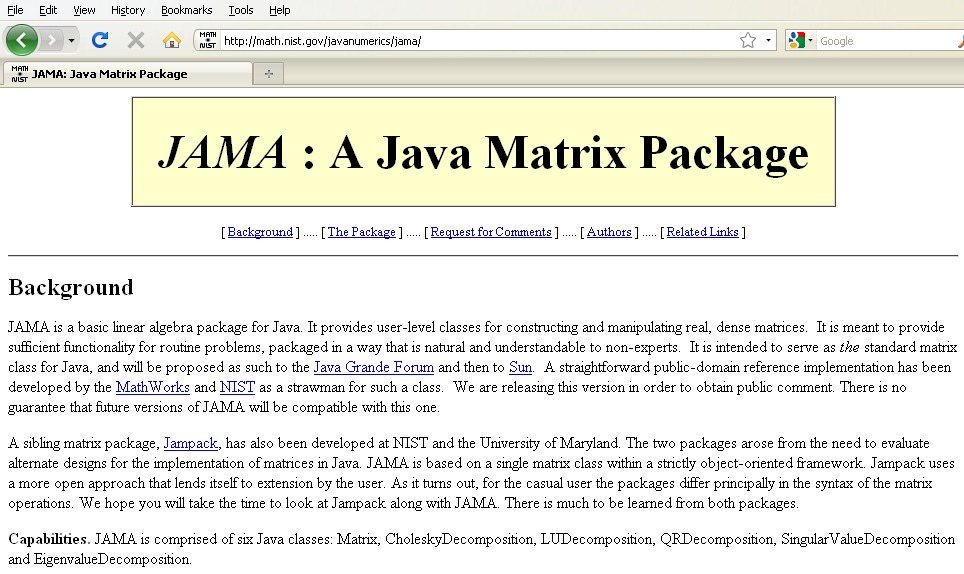 File Edit View History Bookmarks Tools Help
MATH NIST http://math.nist.gov/javanumerics/jama/ Google
MATH NIST JAMA: Java Matrix Package
JAMA : A Java Matrix Package
[ Background ] ..... [ The Package ] ..... [ Request for Comments ] ..... [ Authors ] ..... [ Related Links ]
Background
JAMA is a basic linear algebra package for Java. It provides user-level classes for constructing and manipulating real, dense matrices. It is meant to provide
sufficient functionality for routine problems, packaged in a way that is natural and understandable to non-experts. It is intended to serve as the standard matrix
class for Java, and will be proposed as such to the Java Grande Forum and then to Sun. A straightforward public-domain reference implementation has been
developed by the MathWorks and NIST as a strawman for such a class. We are releasing this version in order to obtain public comment. There is no
guarantee that future versions of JAMA will be compatible with this one.
A sibling matrix package, Jampack, has also been developed at NIST and the University of Maryland. The two packages arose from the need to evaluate
alternate designs for the implementation of matrices in Java. JAMA is based on a single matrix class within a strictly object-oriented framework. Jampack uses
a more open approach that lends itself to extension by the user. As it turns out, for the casual user the packages differ principally in the syntax of the matrix
operations. We hope you will take the time to look at Jampack along with JAMA. There is much to be learned from both packages.
Capabilities. JAMA is comprised of six Java classes: Matrix, CholeskyDecomposition, LUDecomposition, QRDecomposition, SingularValueDecomposition
and EigenvalueDecomposition.